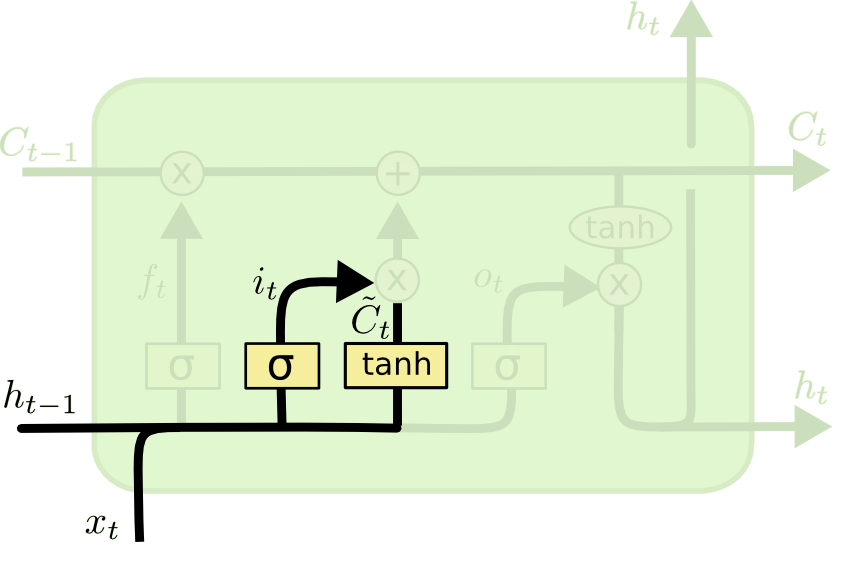 h_t
C_{t-1}
C_t
x
+
tanh
f_t
i_t
x
o_t
x
C̃_t
σ
σ
tanh
σ
h_{t-1}
h_t
x_t